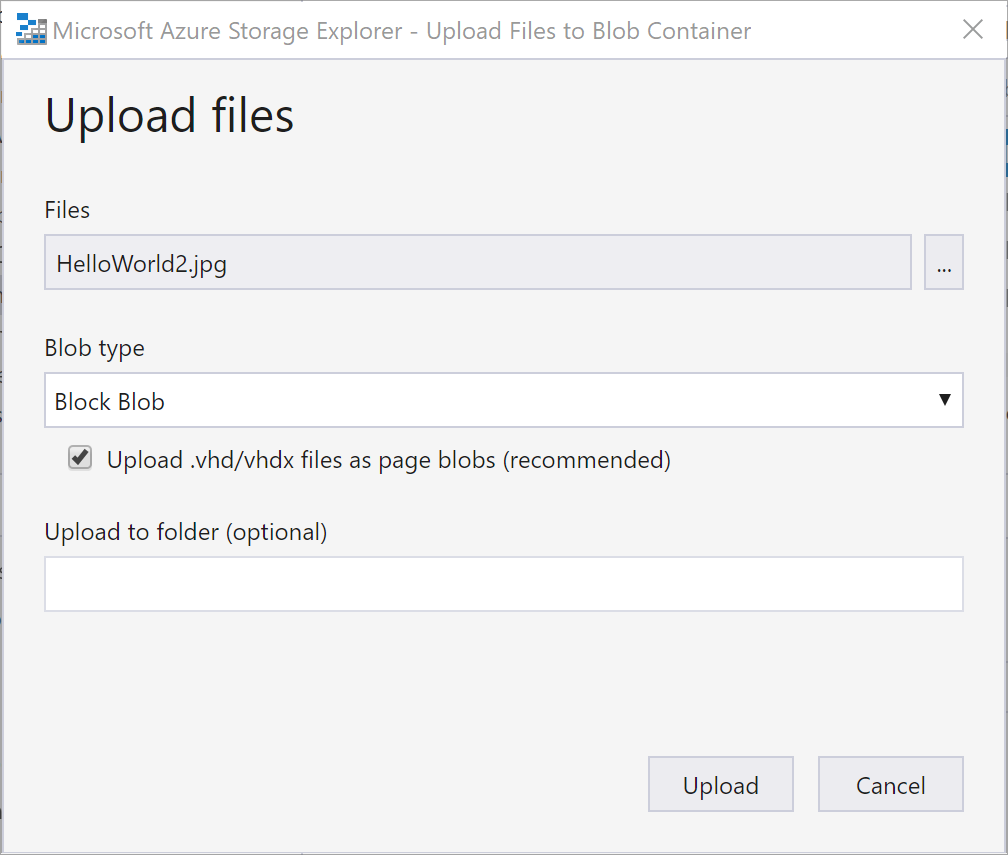 Microsoft Azure Storage Explorer - Upload Files to Blob Container
Upload files
Files
HelloWorld2.jpg
...
Blob type
Block Blob
Upload .vhd/vhdx files as page blobs (recommended)
Upload to folder (optional)
Upload
Cancel